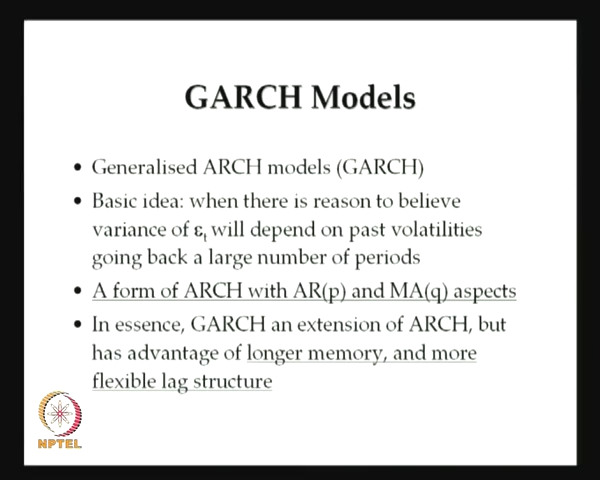 GARCH Models
• Generalised ARCH models (GARCH)
• Basic idea: when there is reason to believe
variance of εt will depend on past volatilities
going back a large number of periods
• A form of ARCH with AR(p) and MA(q) aspects
• In essence, GARCH an extension of ARCH, but
has advantage of longer memory, and more
flexible lag structure
NPTEL